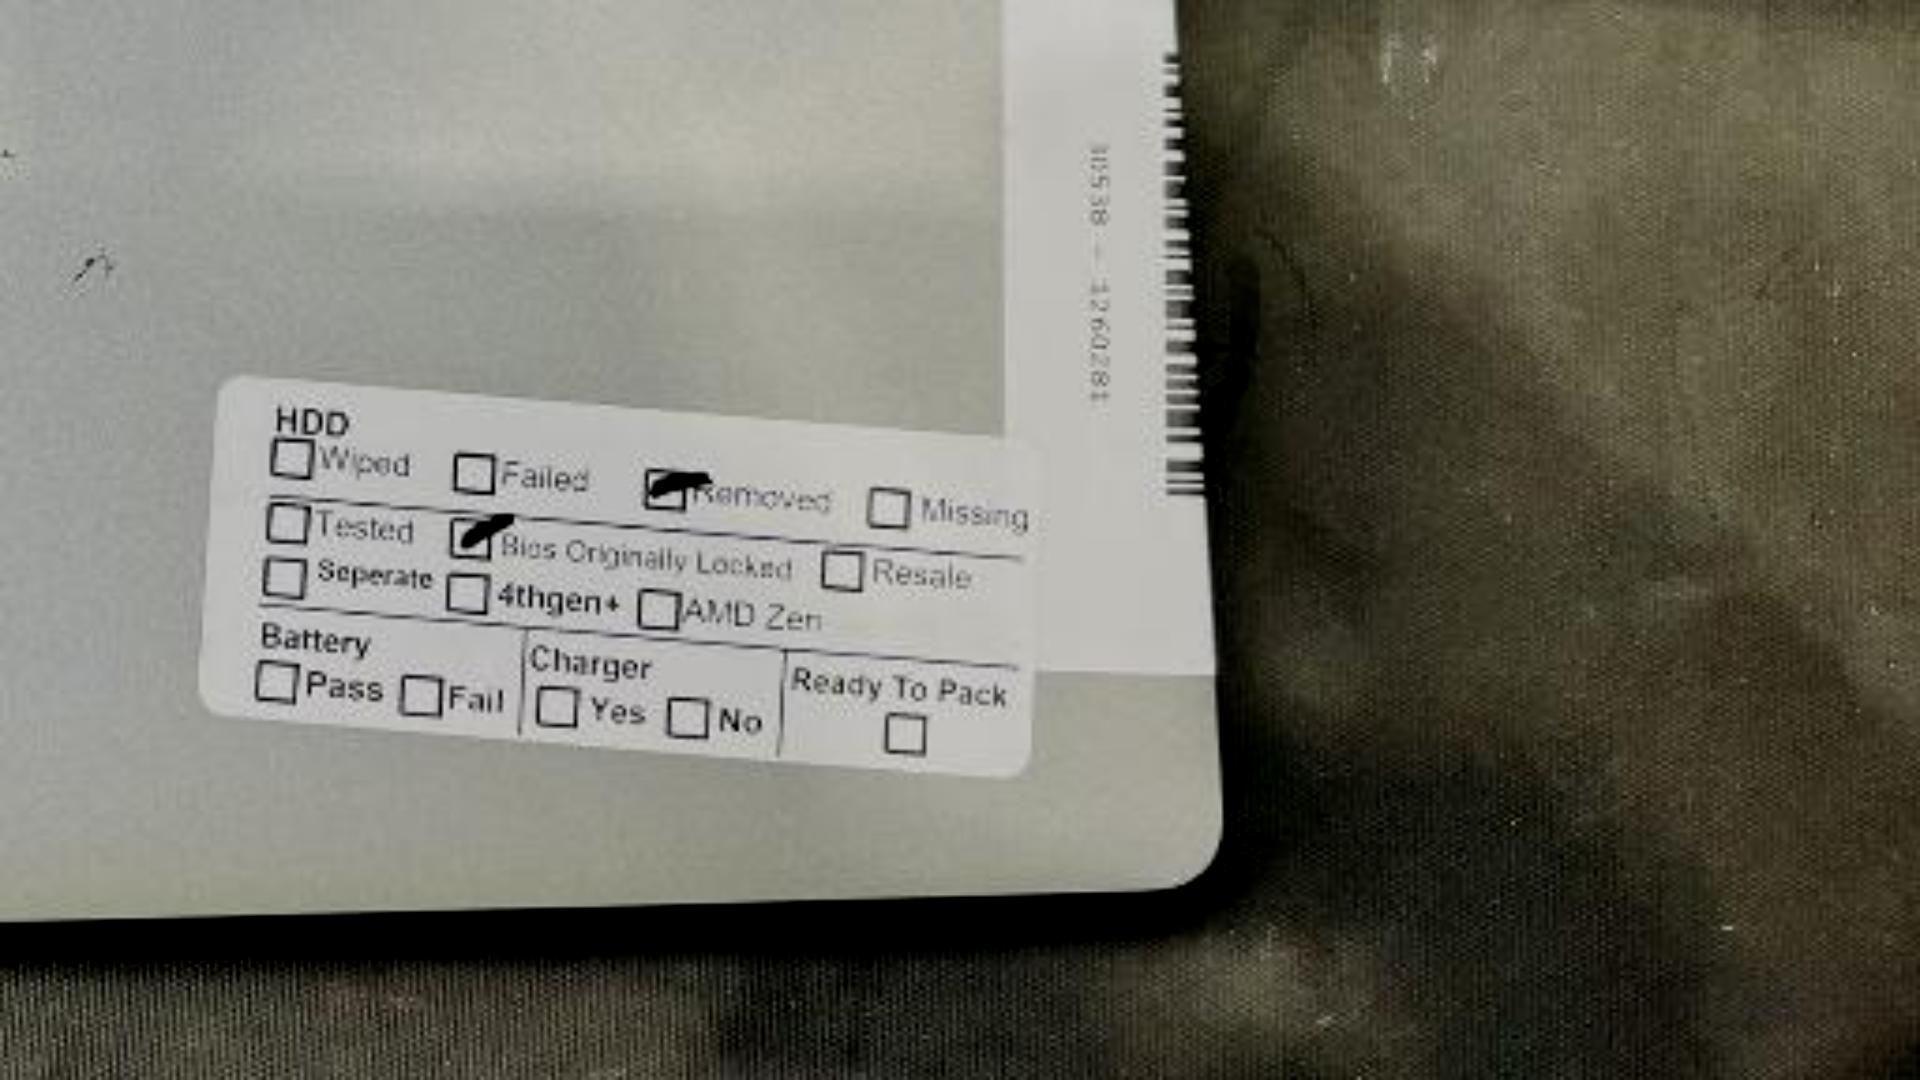 HDD
Wiped Failed Removed Missing
Tested Bios Originally Locked Resale
Seperate 4thgen+ AMD Zen
Battery Charger Ready To Pack
Pass Fail Yes No
- 1260281